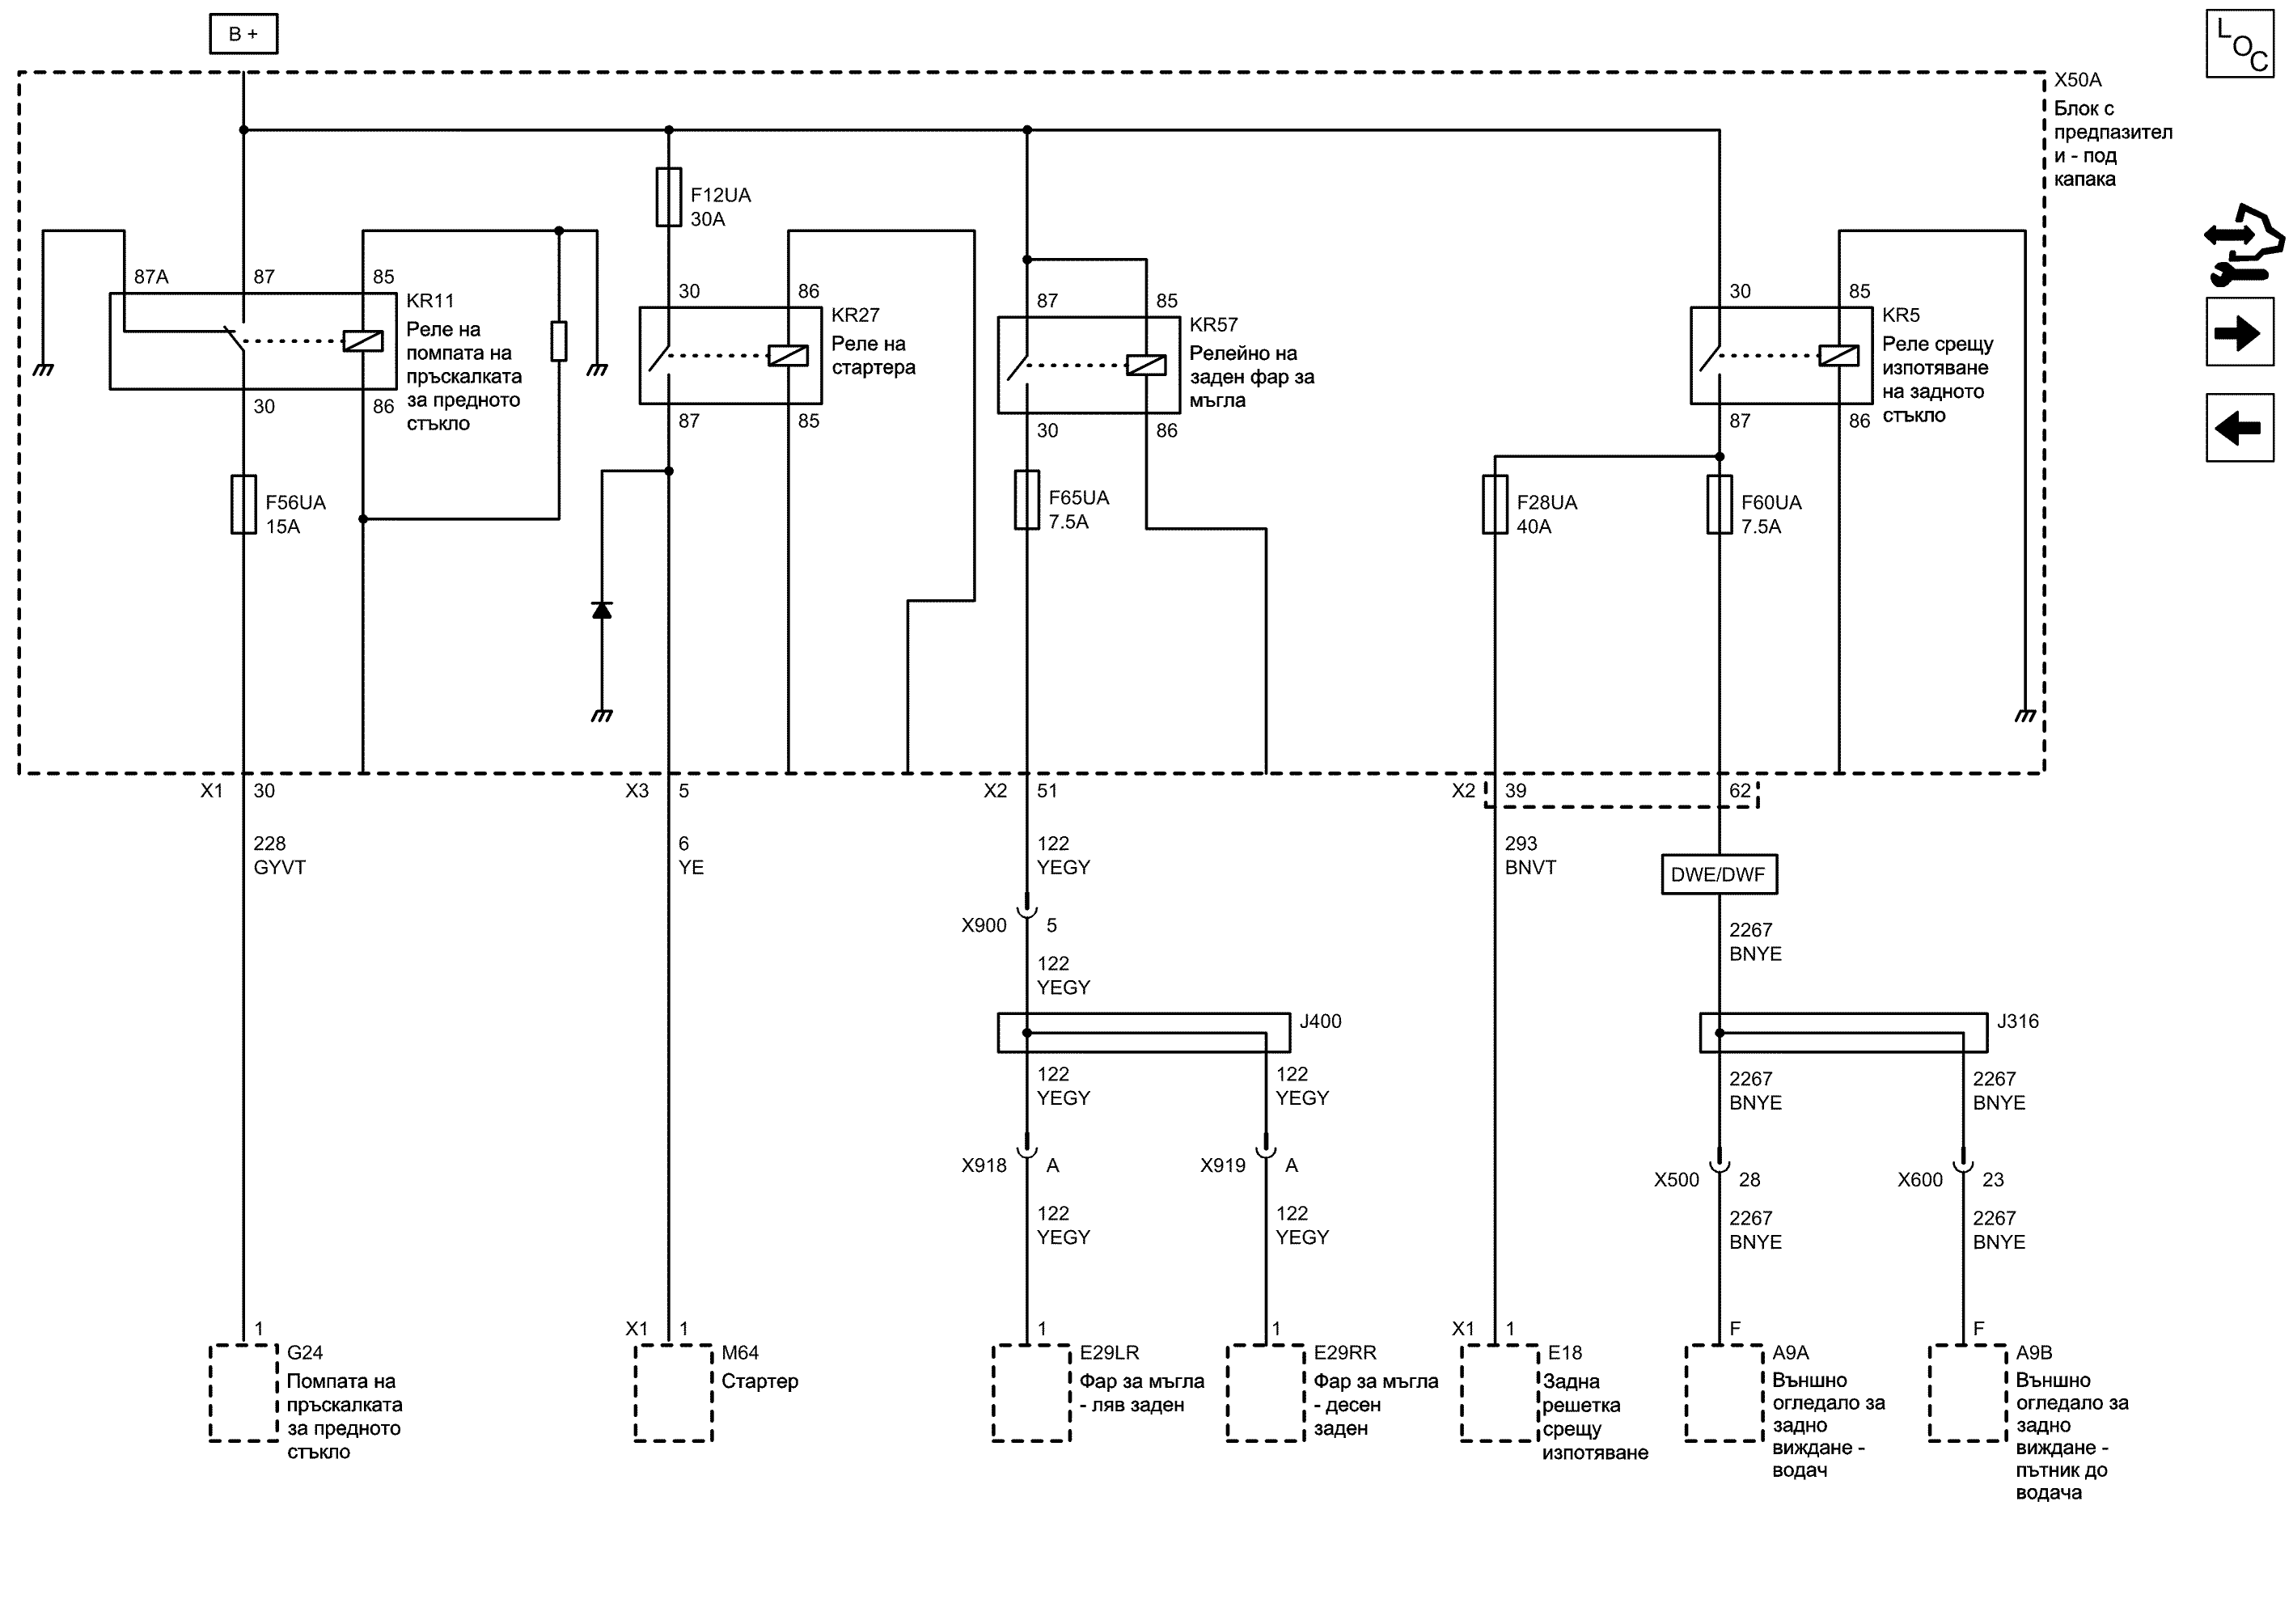 B +
L
O
C
X50A
Блок с
предпазител
и - под
капака
F12UA
30A
87A
87
85
KR11
Реле на
помпата на
пръскалката
за предното
стъкло
30
86
30
86
KR27
Реле на
стартера
87
85
87
85
KR57
Релейно на
заден фар за
мъгла
30
86
30
85
KR5
Реле срещу
изпотяване
на задното
стъкло
87
86
F56UA
15A
F65UA
7.5A
F28UA
40A
F60UA
7.5A
X1
30
X3
5
X2
51
X2
39
62
228
GYVT
6
YE
122
YEGY
293
BNVT
DWE/DWF
X900
5
2267
BNYE
122
YEGY
J400
J316
122
YEGY
122
YEGY
2267
BNYE
2267
BNYE
X918
A
X919
A
X500
28
X600
23
122
YEGY
122
YEGY
2267
BNYE
2267
BNYE
1
X1
1
1
1
X1
1
F
F
G24
Помпата на
пръскалката
за предното
стъкло
M64
Стартер
E29LR
Фар за мъгла
- ляв заден
E29RR
Фар за мъгла
- десен
заден
E18
Задна
решетка
срещу
изпотяване
A9A
Външно
огледало за
задно
виждане -
водач
A9B
Външно
огледало за
задно
виждане -
пътник до
водача